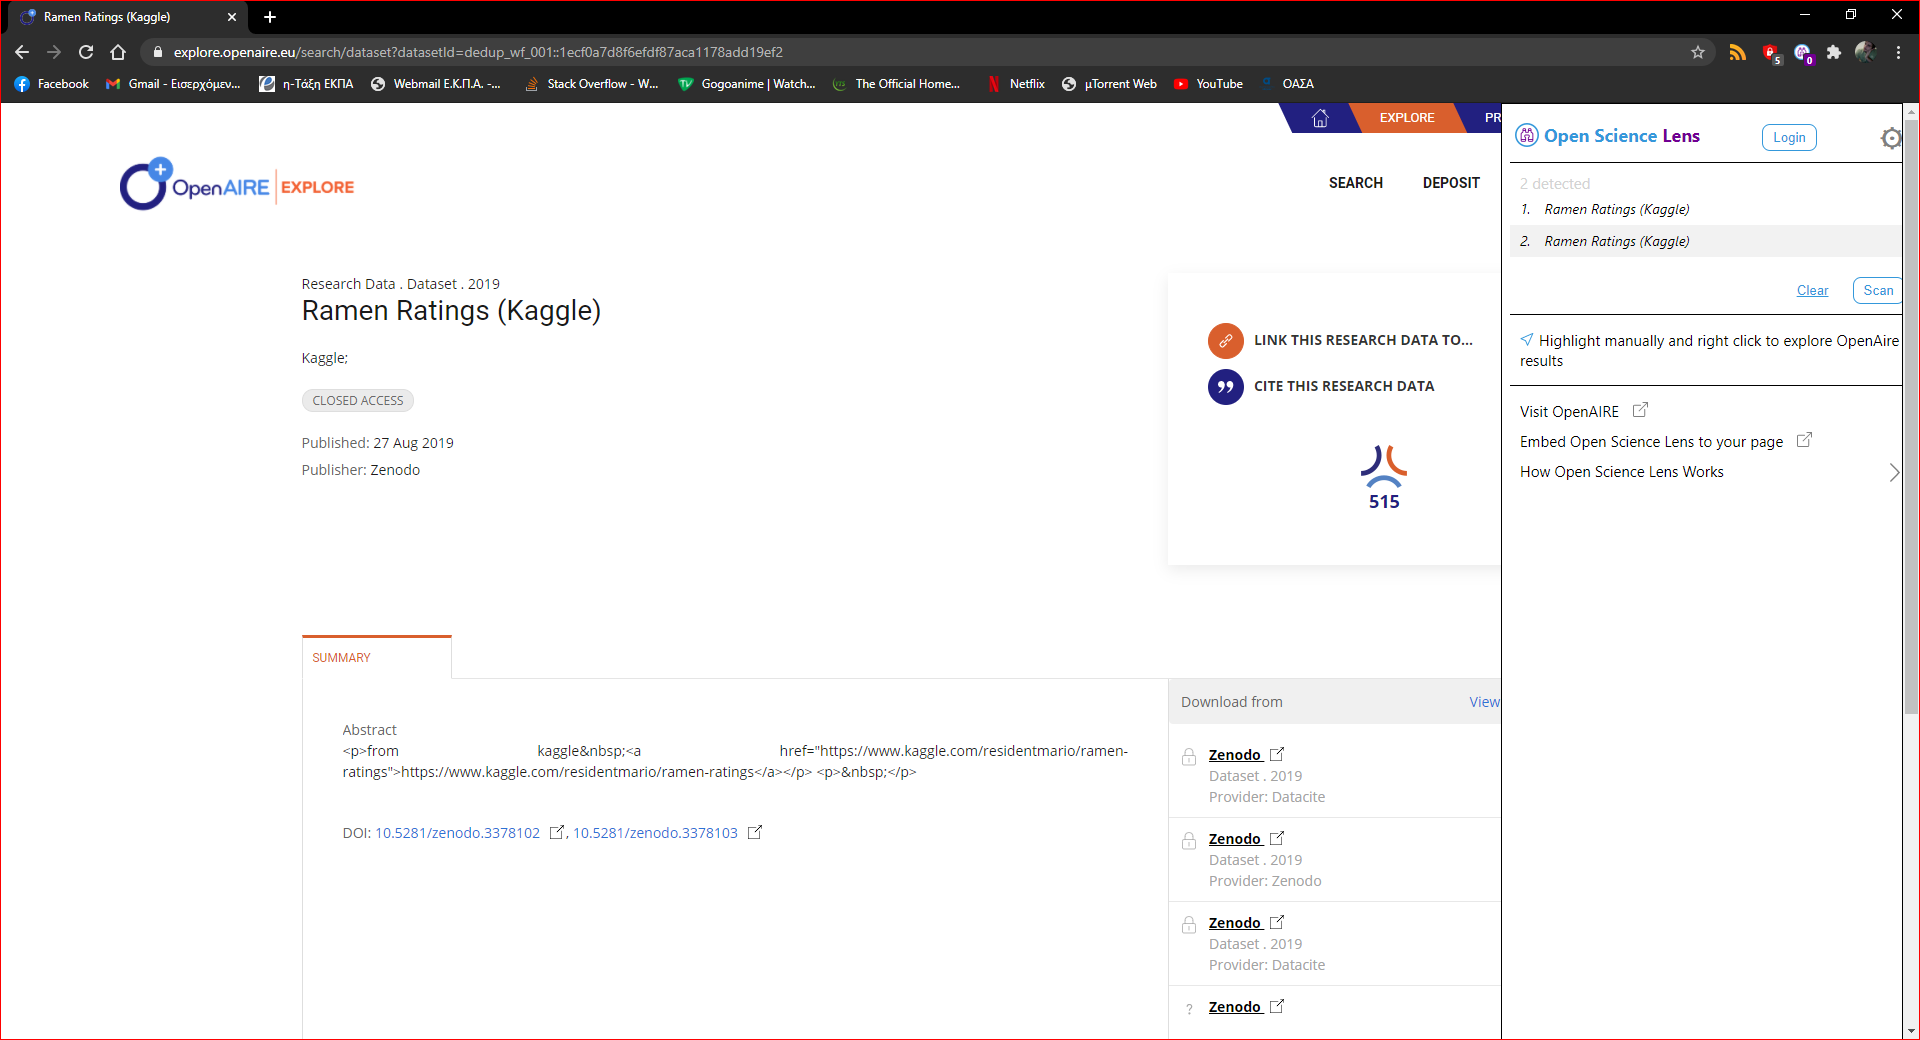 Ramen Ratings (Kaggle)
explore.openaire.eu/search/dataset?datasetId=dedup_wf_001::1ecf0a7d8f6efdf87aca1178add19ef2
5
0
Facebook
Gmail - Εισερχόμεν...
η-Τάξη ΕΚΠΑ
Webmail Ε.Κ.Π.Α. -...
Stack Overflow - W...
Gogoanime | Watch...
The Official Home...
Netflix
μTorrent Web
YouTube
ΟΑΣΑ
EXPLORE
PR
OpenAIRE EXPLORE
SEARCH
DEPOSIT
Research Data . Dataset . 2019
Ramen Ratings (Kaggle)
Kaggle;
CLOSED ACCESS
Published: 27 Aug 2019
Publisher: Zenodo
LINK THIS RESEARCH DATA TO...
CITE THIS RESEARCH DATA
515
SUMMARY
Abstract
<p>from kaggle&nbsp;<a href="https://www.kaggle.com/residentmario/ramen-
ratings">https://www.kaggle.com/residentmario/ramen-ratings</a></p> <p>&nbsp;</p>
DOI: 10.5281/zenodo.3378102 , 10.5281/zenodo.3378103
Download from
View
Zenodo
Dataset . 2019
Provider: Datacite
Zenodo
Dataset . 2019
Provider: Zenodo
Zenodo
Dataset . 2019
Provider: Datacite
? Zenodo
Open Science Lens
Login
2 detected
1. Ramen Ratings (Kaggle)
2. Ramen Ratings (Kaggle)
Clear
Scan
Highlight manually and right click to explore OpenAire
results
Visit OpenAIRE
Embed Open Science Lens to your page
How Open Science Lens Works